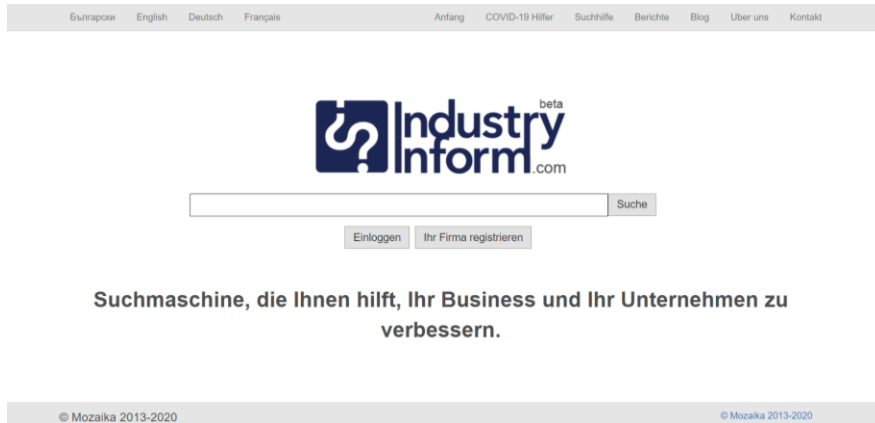 Български English Deutsch Français Anfang COVID-19 Hilfer Suchhilfe Berichte Blog Uber uns Kontakt
beta
Industry
Inform.com
Suche
Einloggen Ihr Firma registrieren
Suchmaschine, die Ihnen hilft, Ihr Business und Ihr Unternehmen zu
verbessern.
© Mozaika 2013-2020 © Mozaika 2013-2020